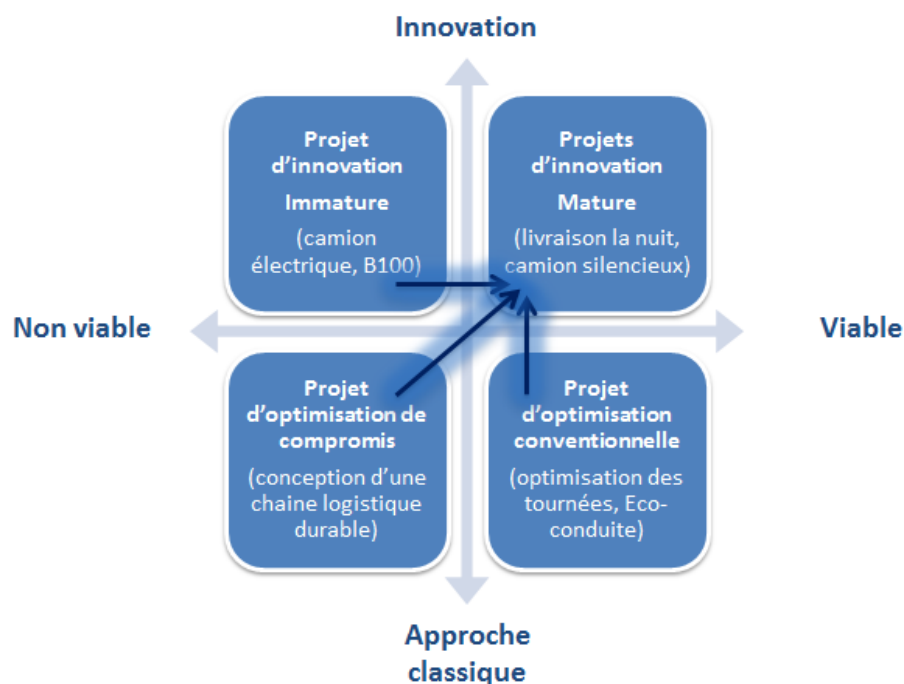 Innovation
Projet
d’innovation
Immature
(camion
électrique, B100)
Projets
d’innovation
Mature
(livraison la nuit,
camion silencieux)
Non viable
Viable
Projet
d’optimisation de
compromis
(conception d’une
chaine logistique
durable)
Projet
d’optimisation
conventionnelle
(optimisation des
tournées, Eco-
conduite)
Approche
classique